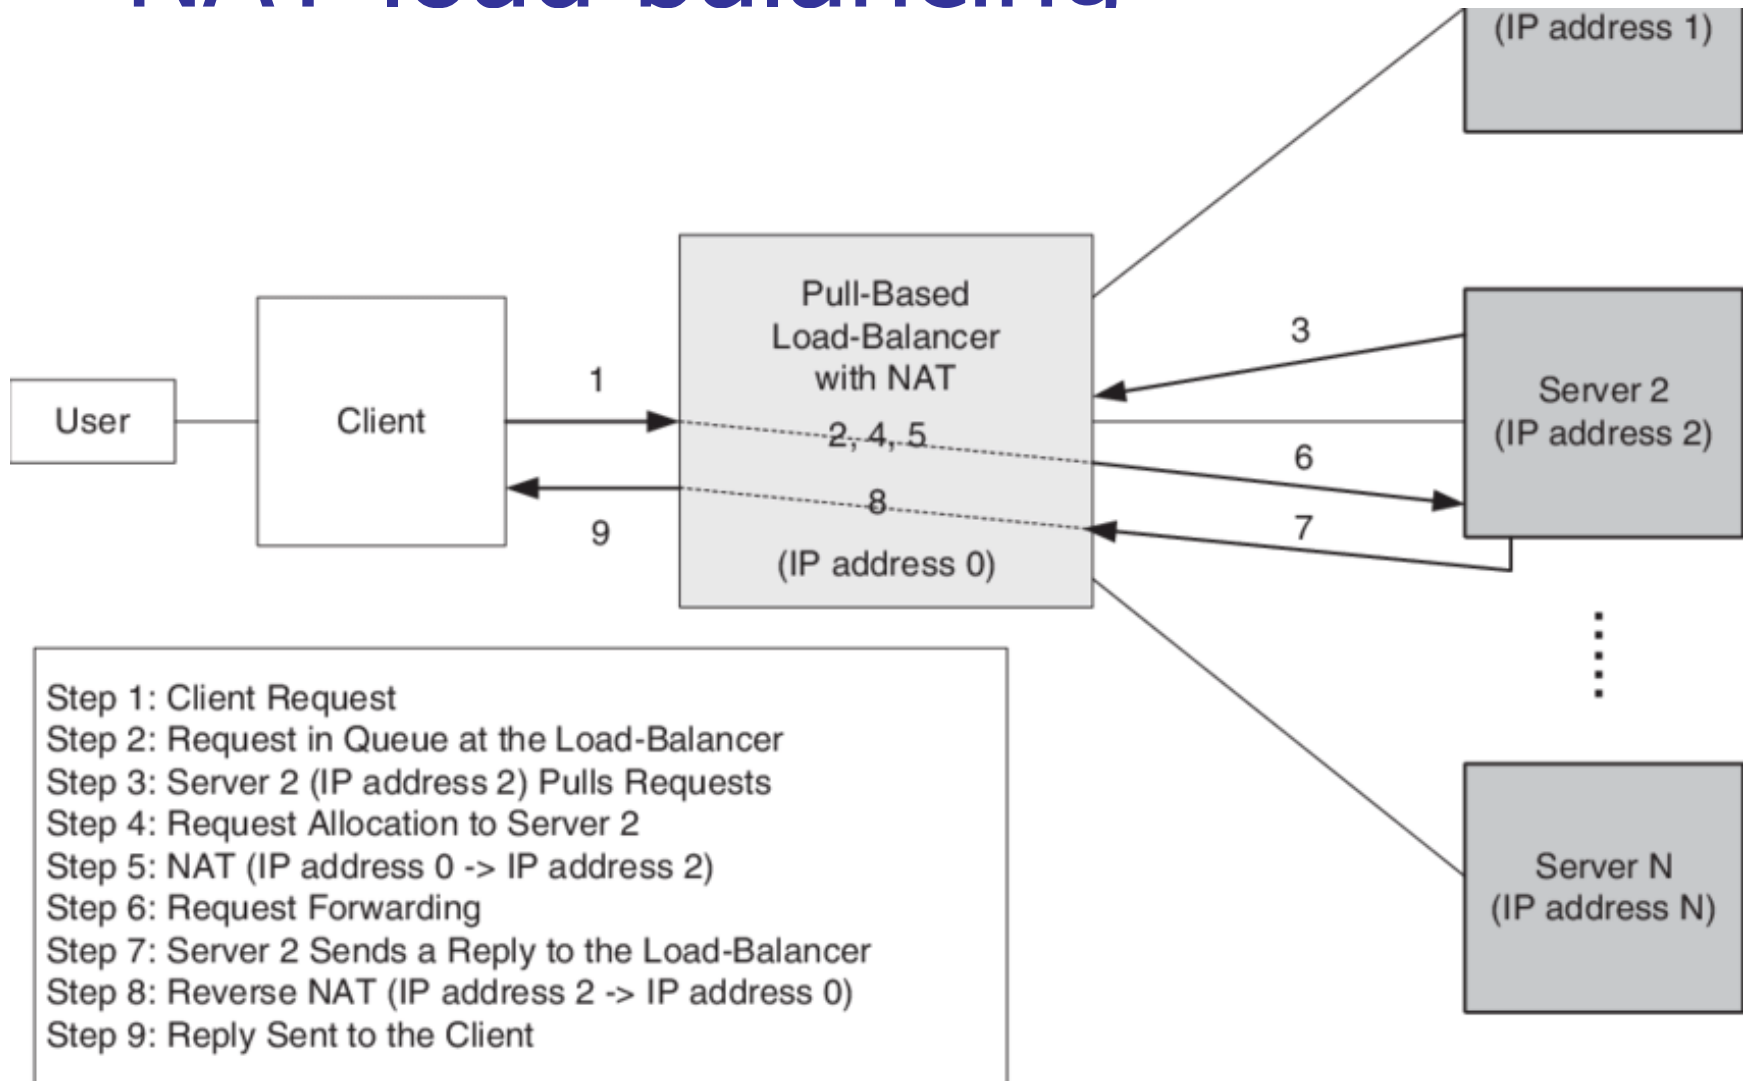 NAT load balancing
(IP address 1)
Pull-Based
Load-Balancer
with NAT
2, 4, 5
8
(IP address 0)
User
Client
1
9
3
6
7
Server 2
(IP address 2)
Server N
(IP address N)
Step 1: Client Request
Step 2: Request in Queue at the Load-Balancer
Step 3: Server 2 (IP address 2) Pulls Requests
Step 4: Request Allocation to Server 2
Step 5: NAT (IP address 0 -> IP address 2)
Step 6: Request Forwarding
Step 7: Server 2 Sends a Reply to the Load-Balancer
Step 8: Reverse NAT (IP address 2 -> IP address 0)
Step 9: Reply Sent to the Client